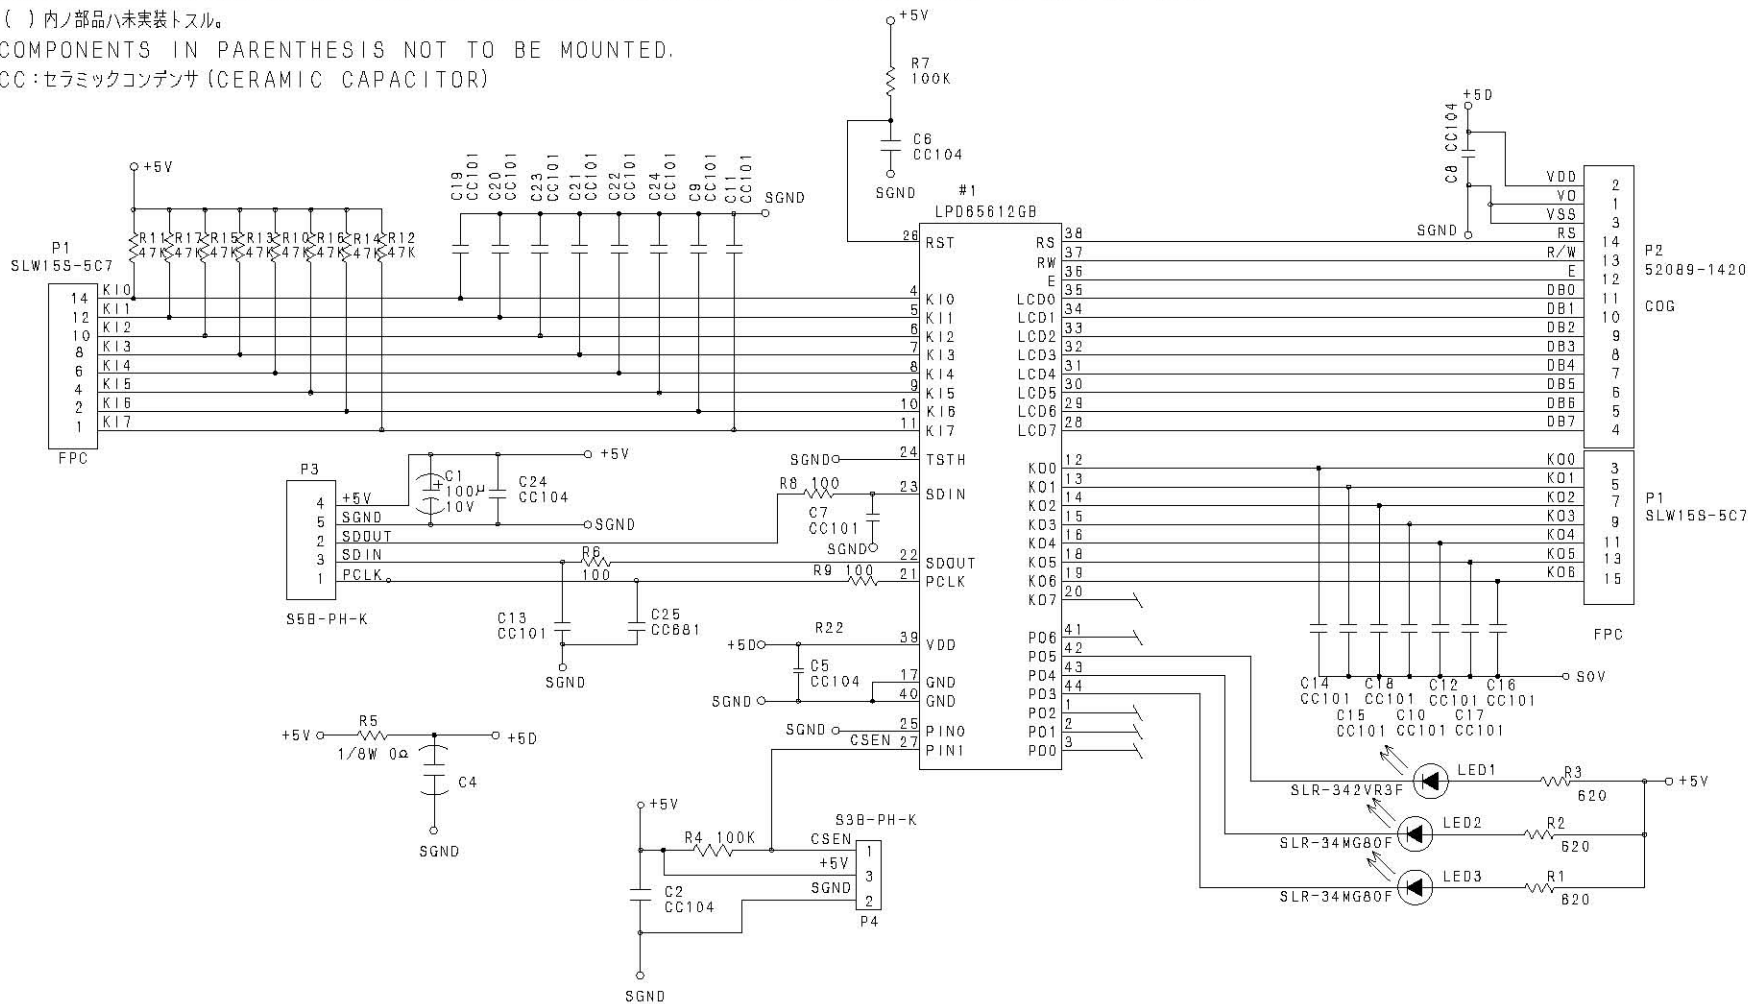 ( )内ノ部品ハ未実装トスル。
COMPONENTS IN PARENTHESIS NOT TO BE MOUNTED.
CC:セラミックコンデンサ(CERAMIC CAPACITOR)
+5V
R7
100K
C6
CC104
SGND
+5D
C8 CC104
SGND
+5V
R11 R17 R15 R13 R10 R16 R14 R12
47K 47K 47K 47K 47K 47K 47K 47K
C19 CC101
C20 CC101
C23 CC101
C21 CC101
C22 CC101
C24 CC101
C9 CC101
C11 CC101
SGND
P1
SLW15S-5C7
14 KI0
12 KI1
10 KI2
8 KI3
6 KI4
4 KI5
2 KI6
1 KI7
FPC
#1
LPD65612GB
26 RST
4 KI0
5 KI1
6 KI2
7 KI3
8 KI4
9 KI5
10 KI6
11 KI7
SGND 24 TSTH
23 SDIN
22 SDOUT
21 PCLK
39 VDD
17 GND
40 GND
SGND 25 PIN0
CSEN 27 PIN1
RS 38
RW 37
E 36
LCD0 35
LCD1 34
LCD2 33
LCD3 32
LCD4 31
LCD5 30
LCD6 29
LCD7 28
KO0 12
KO1 13
KO2 14
KO3 15
KO4 16
KO5 18
KO6 19
KO7 20
PO6 41
PO5 42
PO4 43
PO3 44
PO2 1
PO1 2
PO0 3
VDD 2
VO 1
VSS 3
RS 14
R/W 13
E 12
DB0 11
DB1 10
DB2 9
DB3 8
DB4 7
DB5 6
DB6 5
DB7 4
P2
52089-1420
COG
KO0 3
KO1 5
KO2 7
KO3 9
KO4 11
KO5 13
KO6 15
P1
SLW15S-5C7
FPC
P3
4 +5V
5 SGND
2 SDOUT
3 SDIN
1 PCLK
S5B-PH-K
+5V
C1
100μ
10V
C24
CC104
SGND
R8 100
C7
CC101
SGND
R6
100
R9 100
C13
CC101
C25
CC681
SGND
+5D
R22
C5
CC104
SGND
C14
CC101
C18
CC101
C12
CC101
C16
CC101
S0V
C15
CC101
C10
CC101
C17
CC101
+5V
R5
1/8W 0Ω
+5D
C4
SGND
LED1
SLR-342VR3F
R3
620
+5V
LED2
SLR-34MG80F
R2
620
LED3
SLR-34MG80F
R1
620
+5V
R4 100K
S3B-PH-K
CSEN 1
+5V 3
SGND 2
P4
C2
CC104
SGND